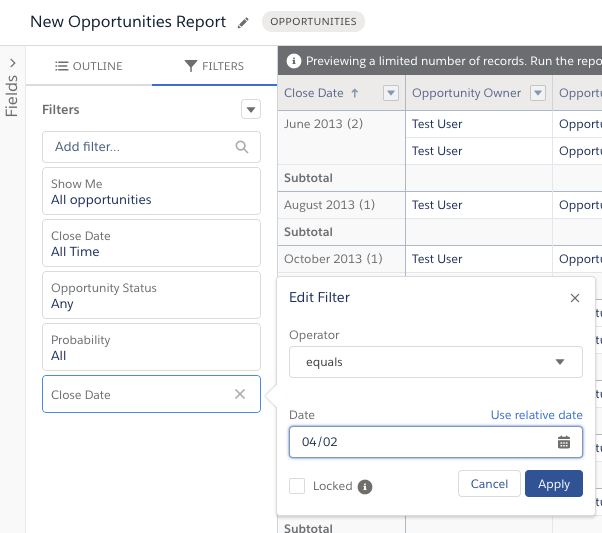 New Opportunities Report
OPPORTUNITIES
Fields
OUTLINE
FILTERS
Filters
Add filter...
Show Me
All opportunities
Close Date
All Time
Opportunity Status
Any
Probability
All
Close Date
Previewing a limited number of records. Run the repo
Close Date ↑ Opportunity Owner Opportu
June 2013 (2) Test User Opportu
Test User Opportu
Subtotal
August 2013 (1) Test User Opportu
Subtotal
October 2013 (1) Test User Opportu
Edit Filter
Operator
equals
Date Use relative date
04/02
Locked
Cancel Apply
Subtotal